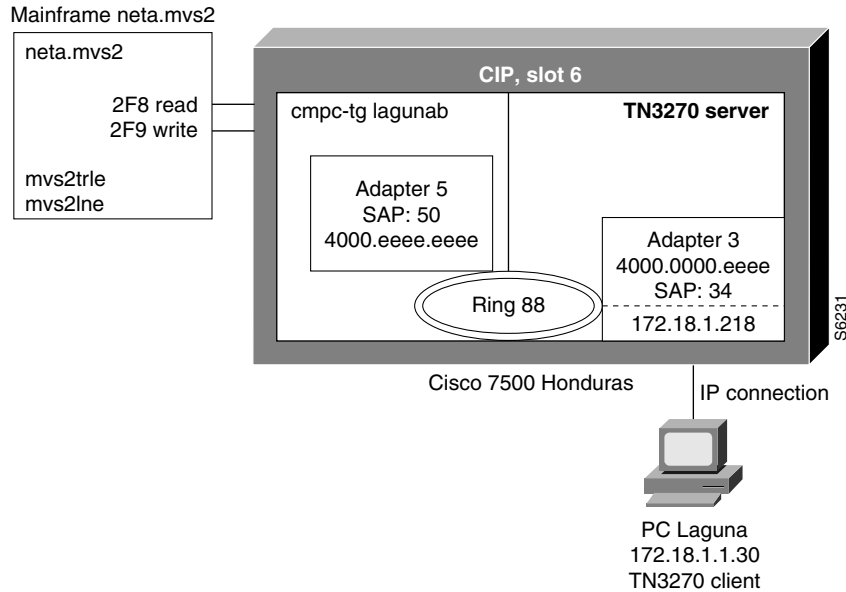 Mainframe neta.mvs2
neta.mvs2
2F8 read
2F9 write
mvs2trle
mvs2lne
CIP, slot 6
cmpc-tg lagunab
TN3270 server
Adapter 5
SAP: 50
4000.eeee.eeee
Adapter 3
4000.0000.eeee
SAP: 34
172.18.1.218
Ring 88
S6231
Cisco 7500 Honduras
IP connection
PC Laguna
172.18.1.1.30
TN3270 client